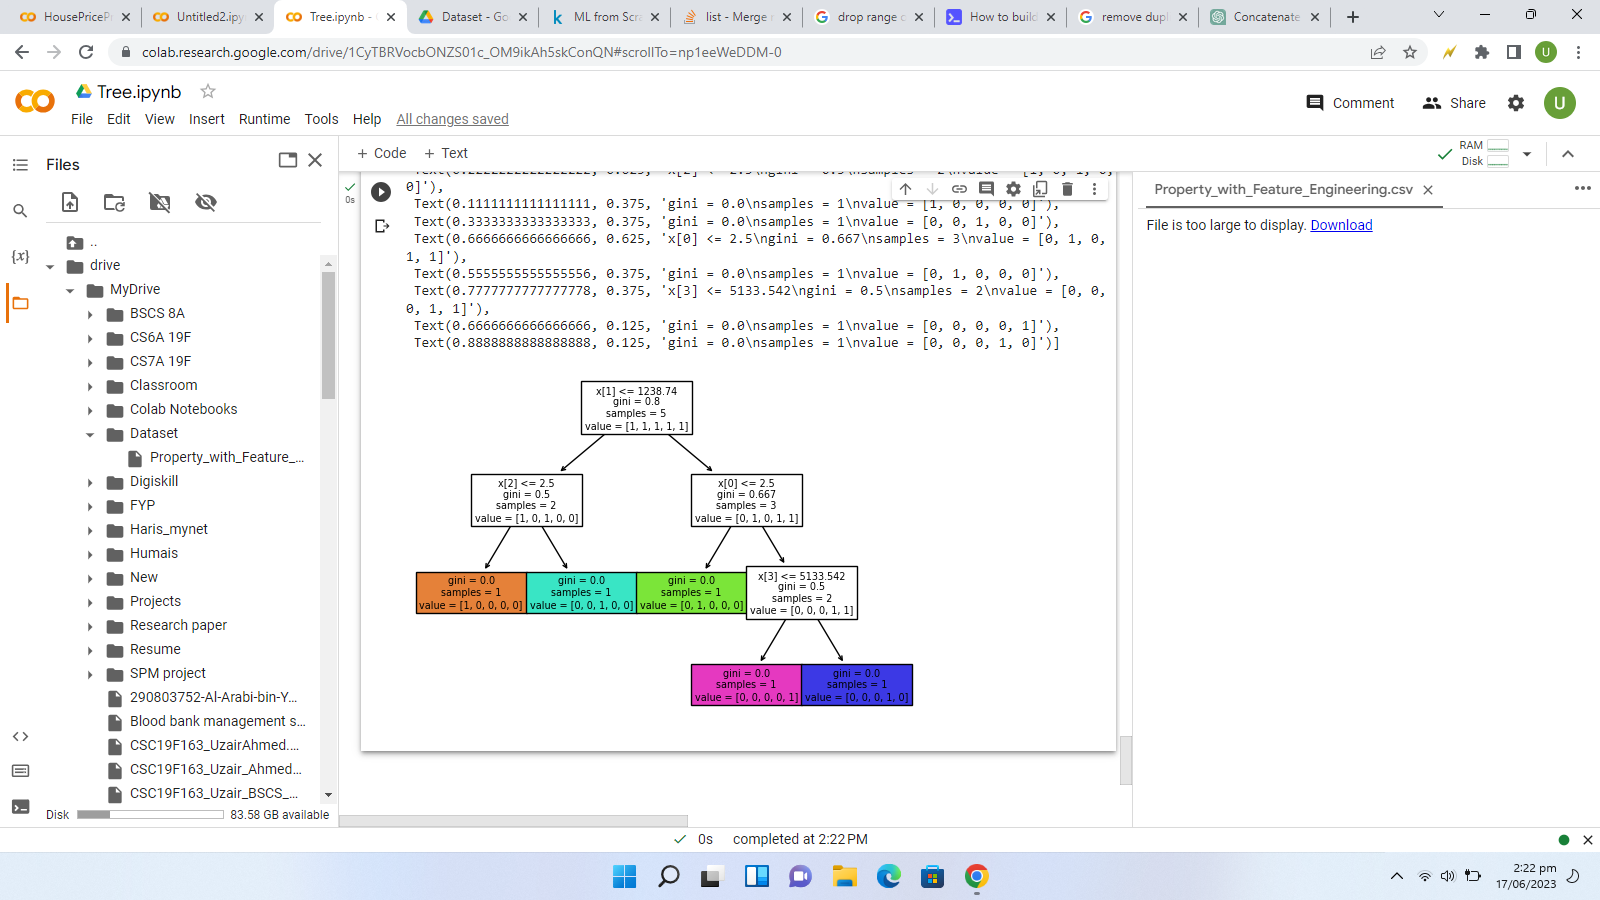 HousePriceP
Untitled2.ipy
Tree.ipynb -
Dataset - Go
ML from Scra
list - Merge
drop range c
How to build
remove dupl
Concatenate
colab.research.google.com/drive/1CyTBRVocbONZS01c_OM9ikAh5skConQN#scrollTo=np1eeWeDDM-0
U
Tree.ipynb
File Edit View Insert Runtime Tools Help All changes saved
Comment
Share
U
Files
+ Code + Text
RAM
Disk
Property_with_Feature_Engineering.csv
File is too large to display. Download
..
drive
MyDrive
BSCS 8A
CS6A 19F
CS7A 19F
Classroom
Colab Notebooks
Dataset
Property_with_Feature_...
Digiskill
FYP
Haris_mynet
Humais
New
Projects
Research paper
Resume
SPM project
290803752-Al-Arabi-bin-Y...
Blood bank management s...
CSC19F163_UzairAhmed....
CSC19F163_Uzair_Ahmed...
CSC19F163_Uzair_BSCS_...
Disk
83.58 GB available
{x}
0s
0]'),
Text(0.1111111111111111, 0.375, 'gini = 0.0\nsamples = 1\nvalue = [1, 0, 0, 0, 0]'),
Text(0.3333333333333333, 0.375, 'gini = 0.0\nsamples = 1\nvalue = [0, 0, 1, 0, 0]'),
Text(0.6666666666666666, 0.625, 'x[0] <= 2.5\ngini = 0.667\nsamples = 3\nvalue = [0, 1, 0,
1, 1]'),
Text(0.5555555555555556, 0.375, 'gini = 0.0\nsamples = 1\nvalue = [0, 1, 0, 0, 0]'),
Text(0.7777777777777778, 0.375, 'x[3] <= 5133.542\ngini = 0.5\nsamples = 2\nvalue = [0, 0,
0, 1, 1]'),
Text(0.6666666666666666, 0.125, 'gini = 0.0\nsamples = 1\nvalue = [0, 0, 0, 0, 1]'),
Text(0.8888888888888888, 0.125, 'gini = 0.0\nsamples = 1\nvalue = [0, 0, 0, 1, 0]')]
x[1] <= 1238.74
gini = 0.8
samples = 5
value = [1, 1, 1, 1, 1]
x[2] <= 2.5
gini = 0.5
samples = 2
value = [1, 0, 1, 0, 0]
x[0] <= 2.5
gini = 0.667
samples = 3
value = [0, 1, 0, 1, 1]
gini = 0.0
samples = 1
value = [1, 0, 0, 0, 0]
gini = 0.0
samples = 1
value = [0, 0, 1, 0, 0]
gini = 0.0
samples = 1
value = [0, 1, 0, 0, 0]
x[3] <= 5133.542
gini = 0.5
samples = 2
value = [0, 0, 0, 1, 1]
gini = 0.0
samples = 1
value = [0, 0, 0, 0, 1]
gini = 0.0
samples = 1
value = [0, 0, 0, 1, 0]
0s completed at 2:22 PM
2:22 pm
17/06/2023